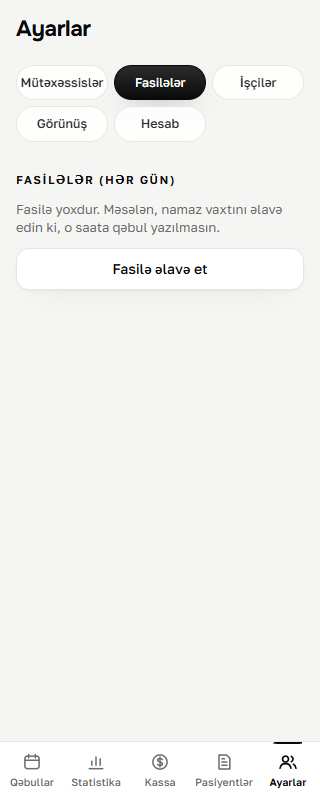 Ayarlar
Mütəxəssislər
Fasilələr
İşçilər
Görünüş
Hesab
FASİLƏLƏR (HƏR GÜN)
Fasilə yoxdur. Məsələn, namaz vaxtını əlavə
edin ki, o saata qəbul yazılmasın.
Fasilə əlavə et
Qəbullar
Statistika
Kassa
Pasiyentlər
Ayarlar